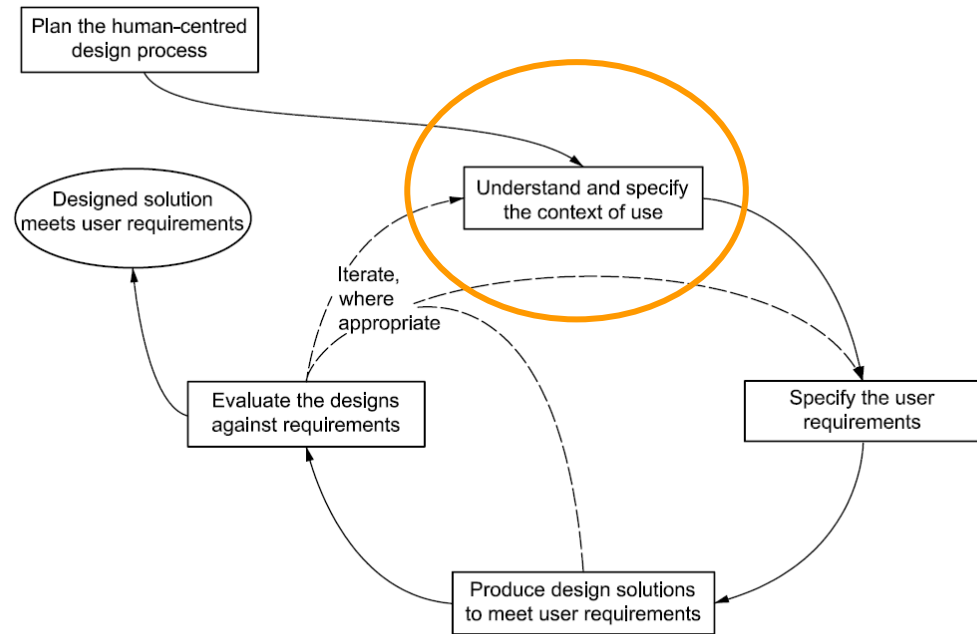 Plan the human-centred
design process
Understand and specify
the context of use
Designed solution
meets user requirements
Iterate,
where
appropriate
Evaluate the designs
against requirements
Specify the user
requirements
Produce design solutions
to meet user requirements